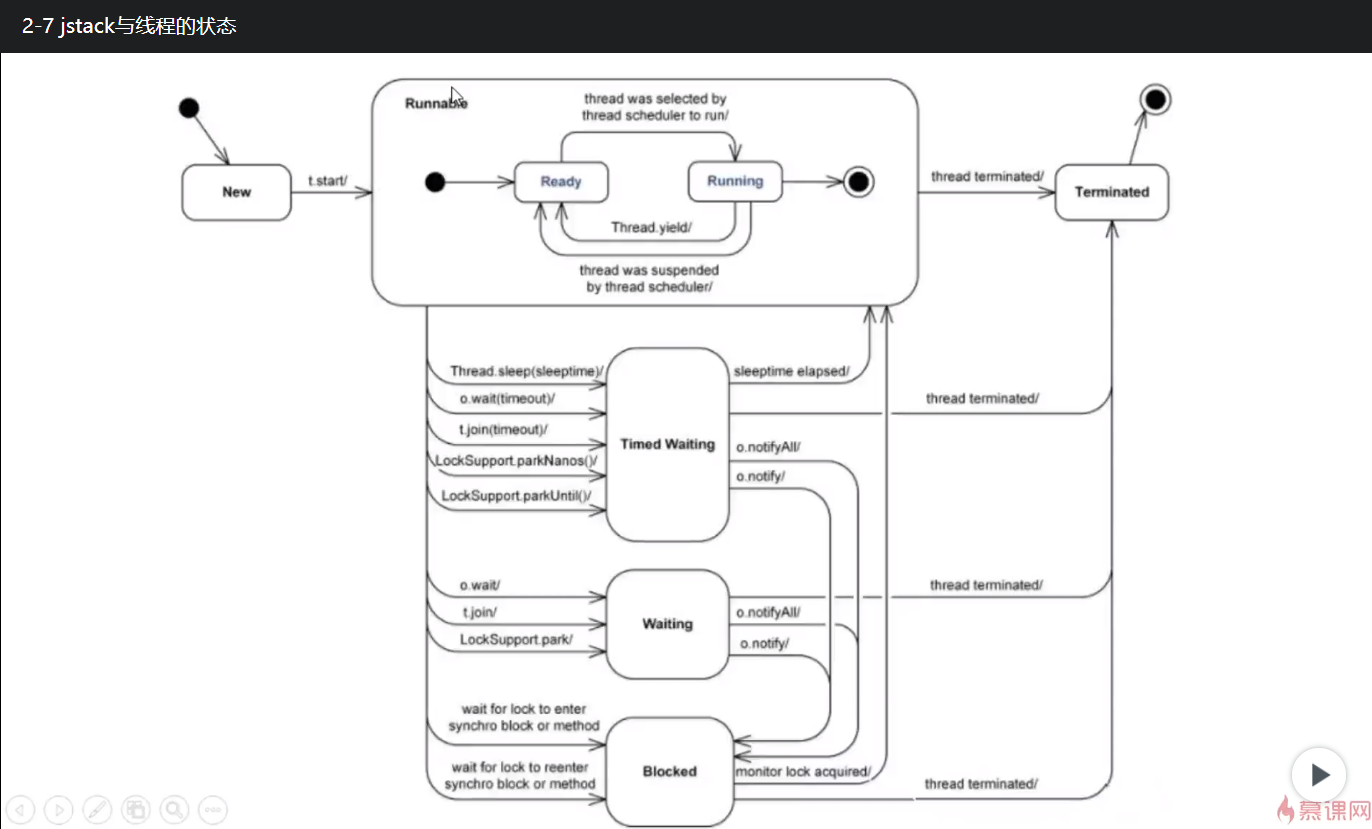 2-7 jstack与线程的状态
Runnable
thread was selected by
thread scheduler to run/
New
t.start/
Ready
Running
thread terminated/
Terminated
Thread.yield/
thread was suspended
by thread scheduler/
Thread.sleep(sleeptime)/
sleeptime elapsed/
o.wait(timeout)/
thread terminated/
t.join(timeout)/
Timed Waiting
o.notifyAll/
LockSupport.parkNanos()/
o.notify/
LockSupport.parkUntil()/
o.wait/
thread terminated/
t.join/
o.notifyAll/
Waiting
LockSupport.park/
o.notify/
wait for lock to enter
synchro block or method
Blocked
monitor lock acquired/
wait for lock to reenter
synchro block or method
thread terminated/
慕课网